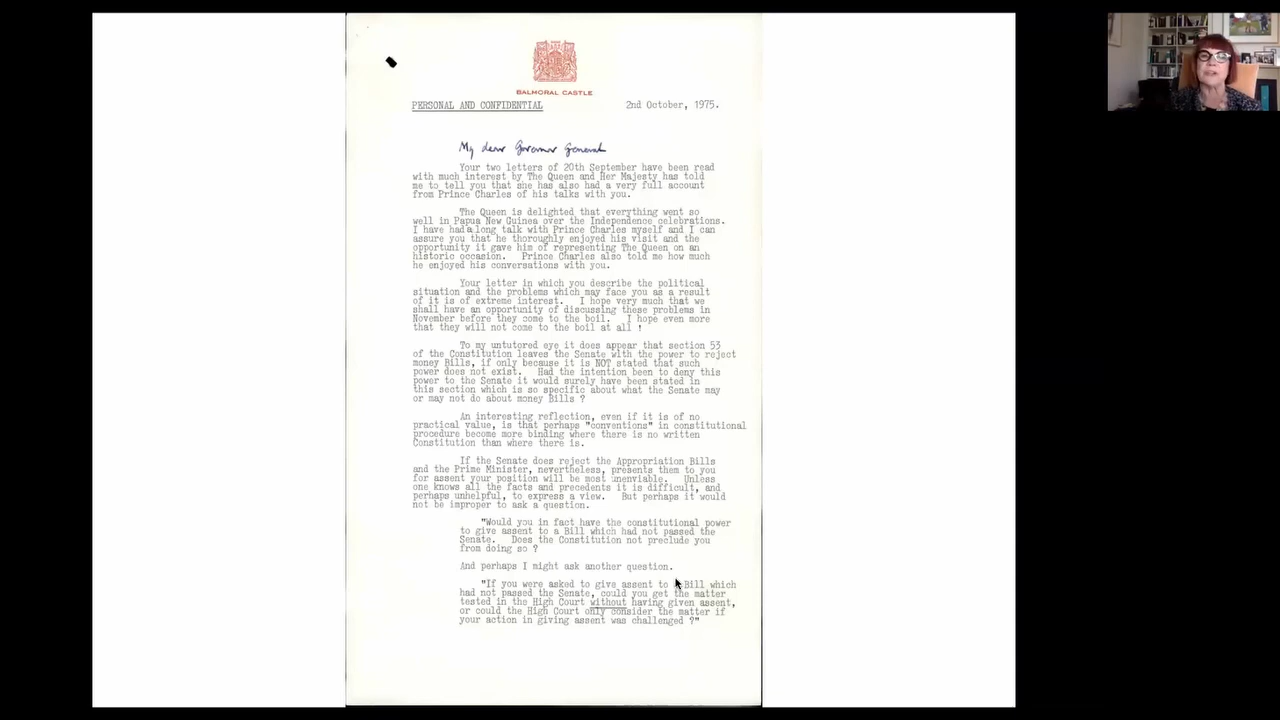 BALMORAL CASTLE
PERSONAL AND CONFIDENTIAL
2nd October, 1975.
My dear Governor General
Your two letters of 20th September have been read
with much interest by The Queen and Her Majesty has told
me to tell you that she has also had a very full account
from Prince Charles of his talks with you.
The Queen is delighted that everything went so
well in Papua New Guinea over the Independence celebrations.
I have had a long talk with Prince Charles myself and I can
assure you that he thoroughly enjoyed his visit and the
opportunity it gave him of representing The Queen on an
historic occasion. Prince Charles also told me how much
he enjoyed his conversations with you.
Your letter in which you describe the political
situation and the problems which may face you as a result
of it is of extreme interest. I hope very much that we
shall have an opportunity of discussing these problems in
November before they come to the boil. I hope even more
that they will not come to the boil at all !
To my untutored eye it does appear that section 53
of the Constitution leaves the Senate with the power to reject
money Bills, if only because it is NOT stated that such
power does not exist. Had the intention been to deny this
power to the Senate it would surely have been stated in
this section which is so specific about what the Senate may
or may not do about money Bills ?
An interesting reflection, even if it is of no
practical value, is that perhaps "conventions" in constitutional
procedure become more binding where there is no written
Constitution than where there is.
If the Senate does reject the Appropriation Bills
and the Prime Minister, nevertheless, presents them to you
for assent your position will be most unenviable. Unless
one knows all the facts and precedents it is difficult, and
perhaps unhelpful, to express a view. But perhaps it would
not be improper to ask a question.
"Would you in fact have the constitutional power
to give assent to a Bill which had not passed the
Senate. Does the Constitution not preclude you
from doing so ?
And perhaps I might ask another question.
"If you were asked to give assent to a Bill which
had not passed the Senate, could you get the matter
tested in the High Court without having given assent,
or could the High Court only consider the matter if
your action in giving assent was challenged ?"